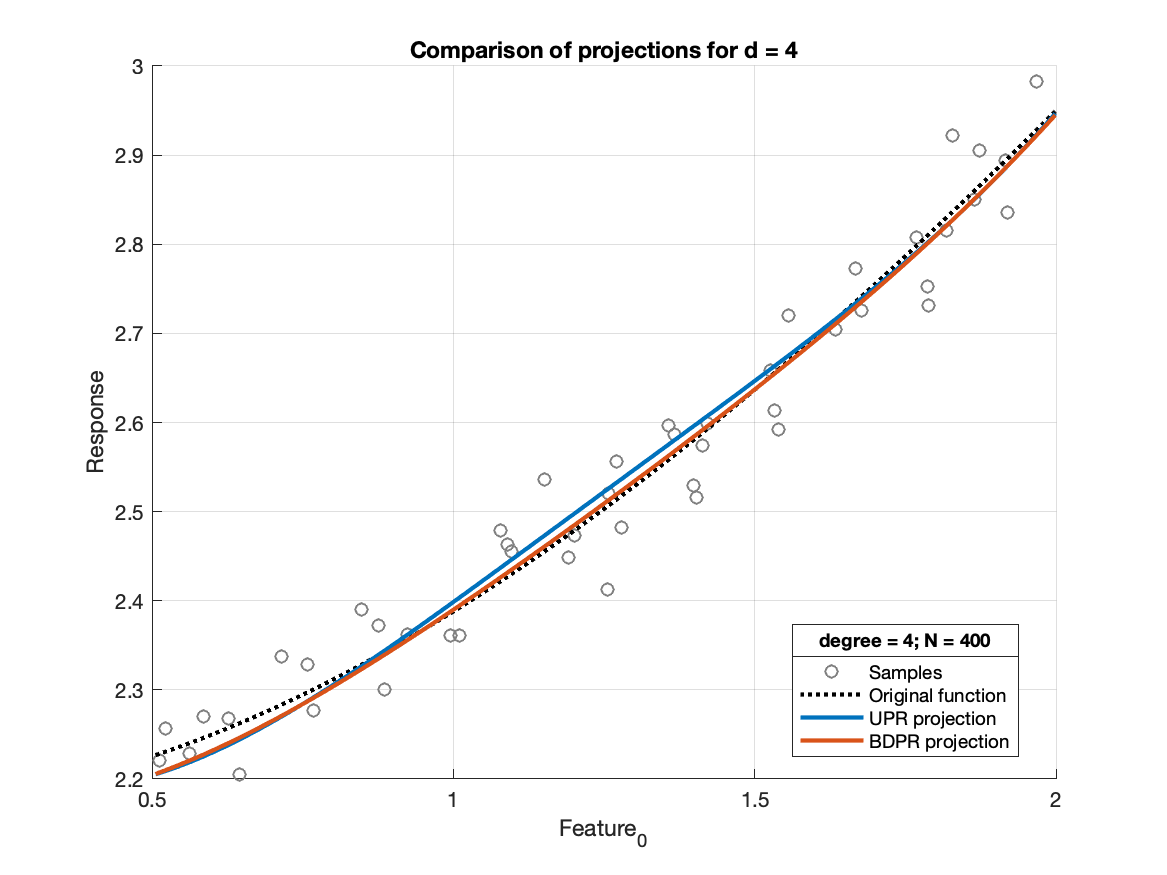 Comparison of projections for d = 4
3
2.9
2.8
2.7
2.6
2.5
2.4
2.3
2.2
Response
0.5
1
1.5
2
Feature_0
degree = 4; N = 400
Samples
Original function
UPR projection
BDPR projection